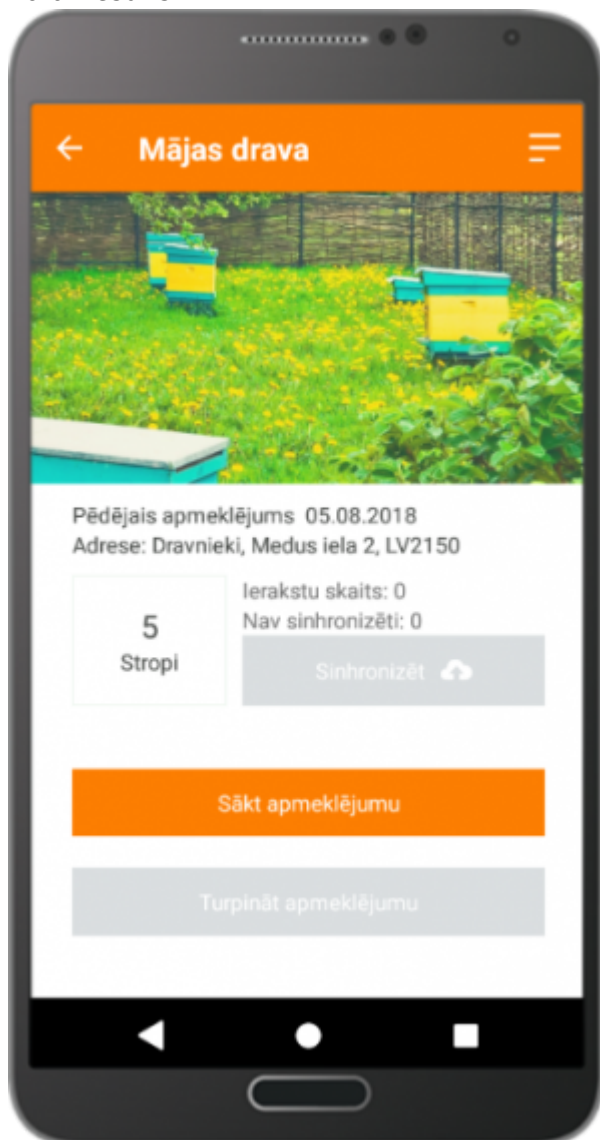 Mājas drava
Pēdējais apmeklējums 05.08.2018
Adrese: Dravnieki, Medus iela 2, LV2150
5
Stropi
Ierakstu skaits: 0
Nav sinhronizēti: 0
Sinhronizēt
Sākt apmeklējumu
Turpināt apmeklējumu